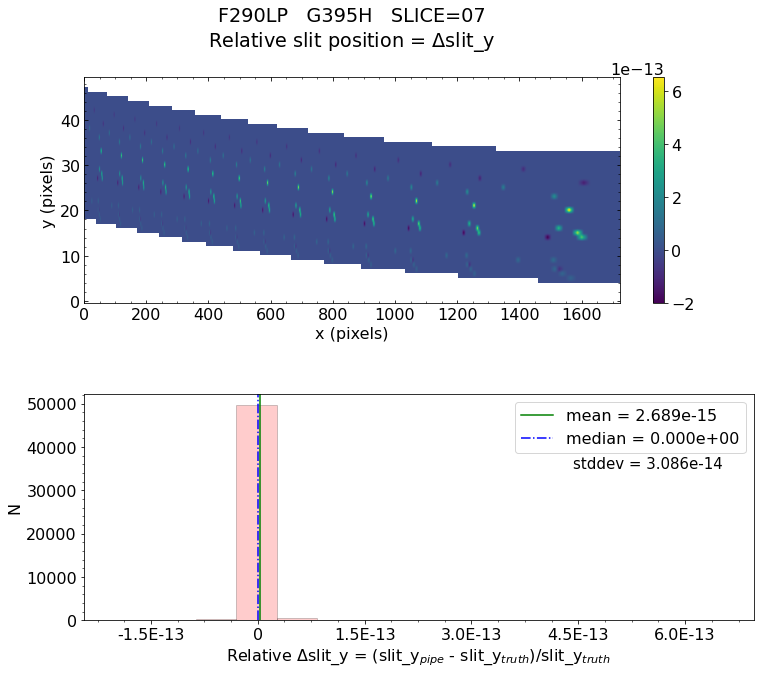 F290LP   G395H   SLICE=07
Relative slit position = Δslit_y
1e−13
y (pixels)
40
30
20
10
0
0 200 400 600 800 1000 1200 1400 1600
x (pixels)
6
4
2
0
−2
N
50000
40000
30000
20000
10000
0
mean = 2.689e-15
median = 0.000e+00
stddev = 3.086e-14
-1.5E-13 0 1.5E-13 3.0E-13 4.5E-13 6.0E-13
Relative Δslit_y = (slit_y_pipe - slit_y_truth)/slit_y_truth